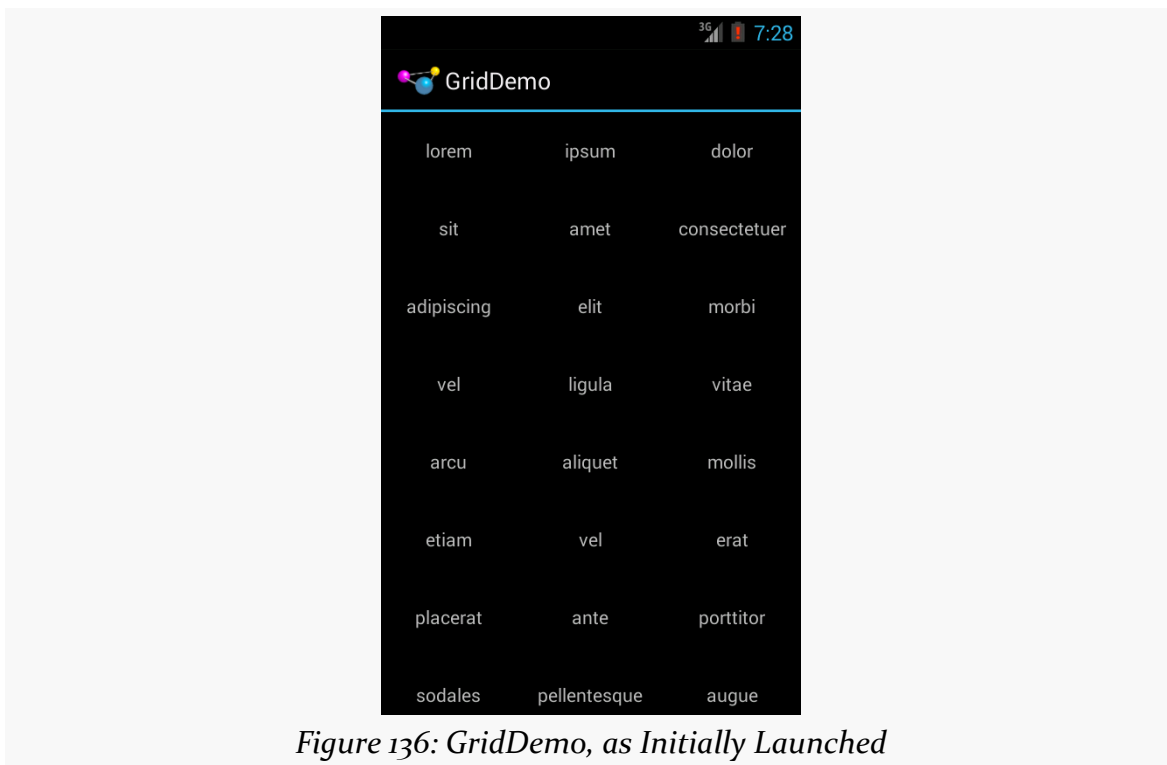 3G 7:28
GridDemo
lorem ipsum dolor
sit amet consectetuer
adipiscing elit morbi
vel ligula vitae
arcu aliquet mollis
etiam vel erat
placerat ante porttitor
sodales pellentesque augue
Figure 136: GridDemo, as Initially Launched